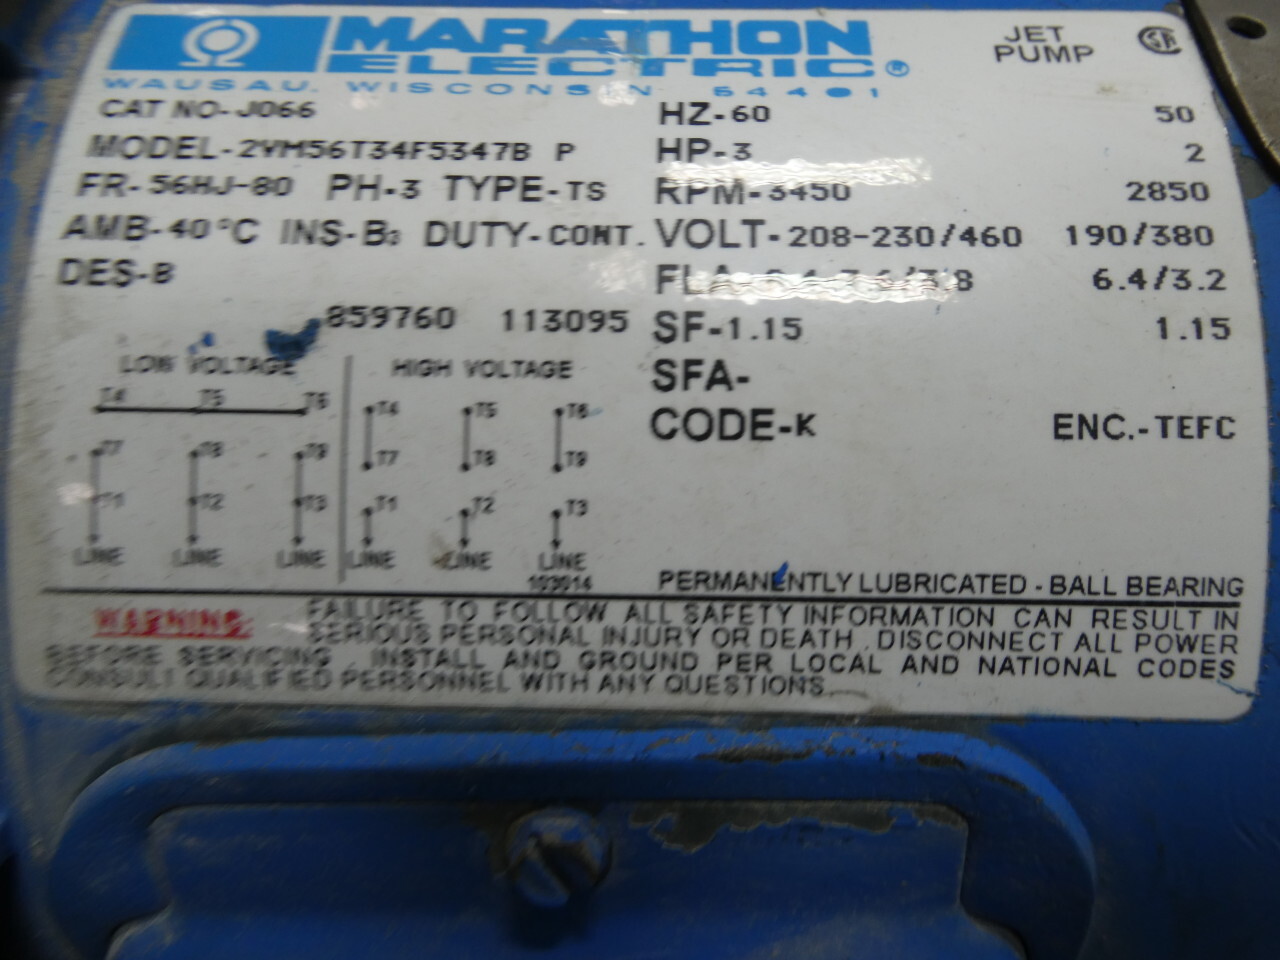 MARATHON
ELECTRIC®
WAUSAU, WISCONSIN 54401
JET
PUMP
CAT NO-J066
MODEL-2VM56T34F5347B P
FR-56HJ-80 PH-3 TYPE-TS
AMB-40°C INS-B3 DUTY-CONT.
DES-B
859760 113095
HZ-60 50
HP-3 2
RPM-3450 2850
VOLT-208-230/460 190/380
FLA- 6.4/3.2
SF-1.15 1.15
SFA-
CODE-K ENC.-TEFC
LOW VOLTAGE
T4 T5 T6
T7 T8 T9
T1 T2 T3
LINE LINE LINE
HIGH VOLTAGE
T4 T5 T6
T7 T8 T9
T1 T2 T3
LINE LINE LINE
103014
PERMANENTLY LUBRICATED - BALL BEARING
WARNING: FAILURE TO FOLLOW ALL SAFETY INFORMATION CAN RESULT IN
SERIOUS PERSONAL INJURY OR DEATH. DISCONNECT ALL POWER
BEFORE SERVICING. INSTALL AND GROUND PER LOCAL AND NATIONAL CODES
CONSULT QUALIFIED PERSONNEL WITH ANY QUESTIONS